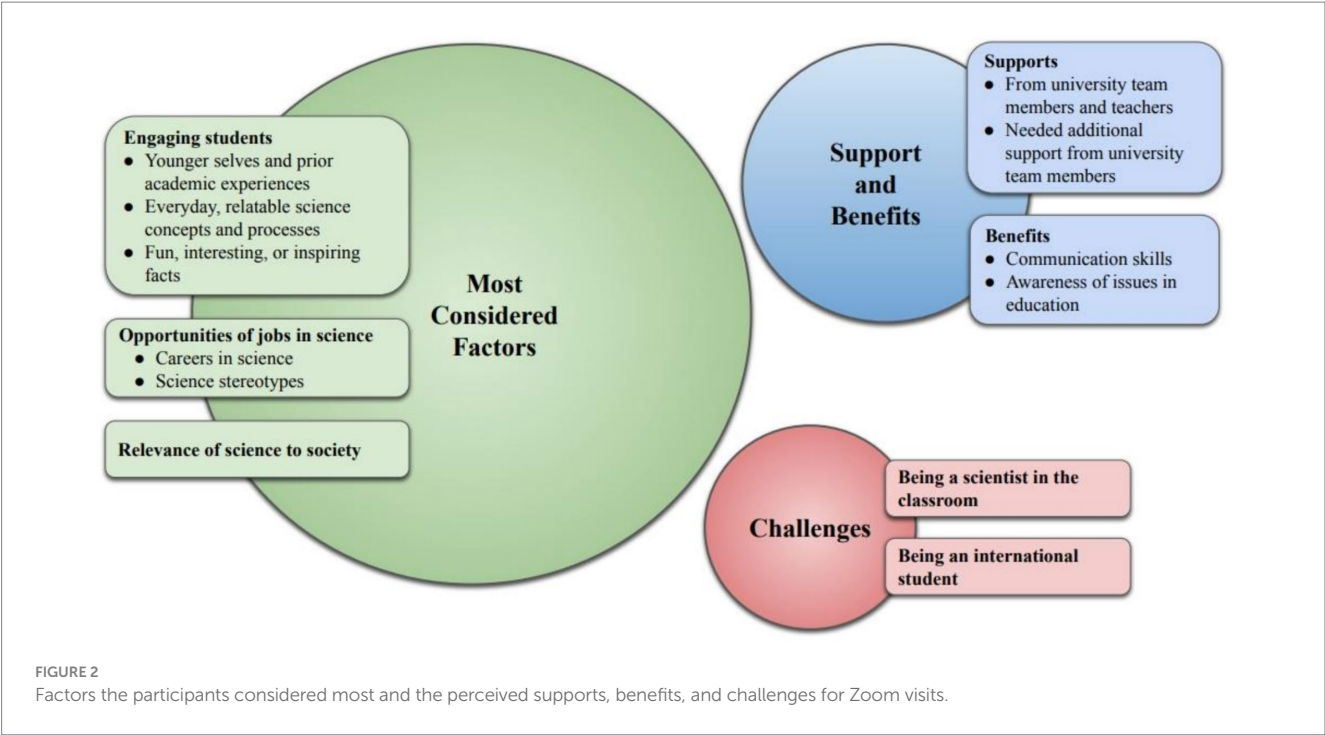 Engaging students
● Younger selves and prior
academic experiences
● Everyday, relatable science
concepts and processes
● Fun, interesting, or inspiring
facts
Opportunities of jobs in science
● Careers in science
● Science stereotypes
Relevance of science to society
Most
Considered
Factors
Support
and
Benefits
Supports
● From university team
members and teachers
● Needed additional
support from university
team members
Benefits
● Communication skills
● Awareness of issues in
education
Challenges
Being a scientist in the
classroom
Being an international
student
FIGURE 2
Factors the participants considered most and the perceived supports, benefits, and challenges for Zoom visits.